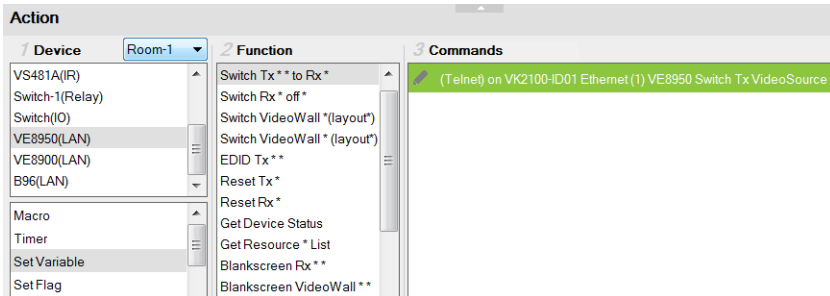 Action
1 Device
Room-1
2 Function
3 Commands
VS481A(IR)
Switch-1(Relay)
Switch(IO)
VE8950(LAN)
VE8900(LAN)
B96(LAN)
Macro
Timer
Set Variable
Set Flag
Switch Tx * * to Rx *
Switch Rx * off *
Switch VideoWall *(layout*)
Switch VideoWall * (layout*)
EDID Tx * *
Reset Tx *
Reset Rx *
Get Device Status
Get Resource * List
Blankscreen Rx * *
Blankscreen VideoWall * *
(Telnet) on VK2100-ID01 Ethernet (1) VE8950 Switch Tx VideoSource